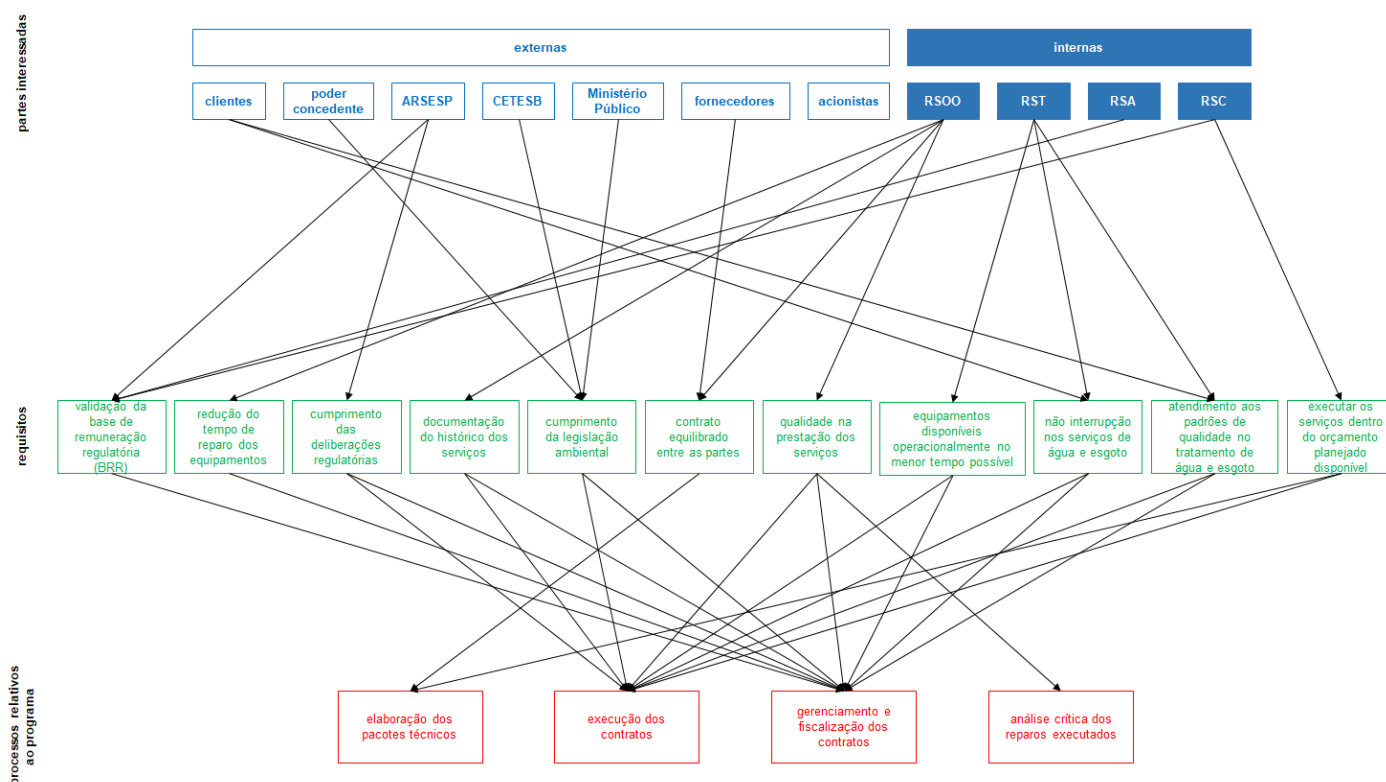 partes interessadas
externas
internas
clientes
poder
concedente
ARSESP
CETESB
Ministério
Público
fornecedores
acionistas
RSOO
RST
RSA
RSC
requisitos
validação da
base de
remuneração
regulatória
(BRR)
redução do
tempo de
reparo dos
equipamentos
cumprimento
das
deliberações
regulatórias
documentação
do histórico dos
serviços
cumprimento
da legislação
ambiental
contrato
equilibrado
entre as partes
qualidade na
prestação dos
serviços
equipamentos
disponíveis
operacionalmente no
menor tempo possível
não interrupção
nos serviços de
água e esgoto
atendimento aos
padrões de
qualidade no
tratamento de
água e esgoto
executar os
serviços dentro
do orçamento
planejado
disponível
processos relativos
ao programa
elaboração dos
pacotes técnicos
execução dos
contratos
gerenciamento e
fiscalização dos
contratos
análise crítica dos
reparos executados